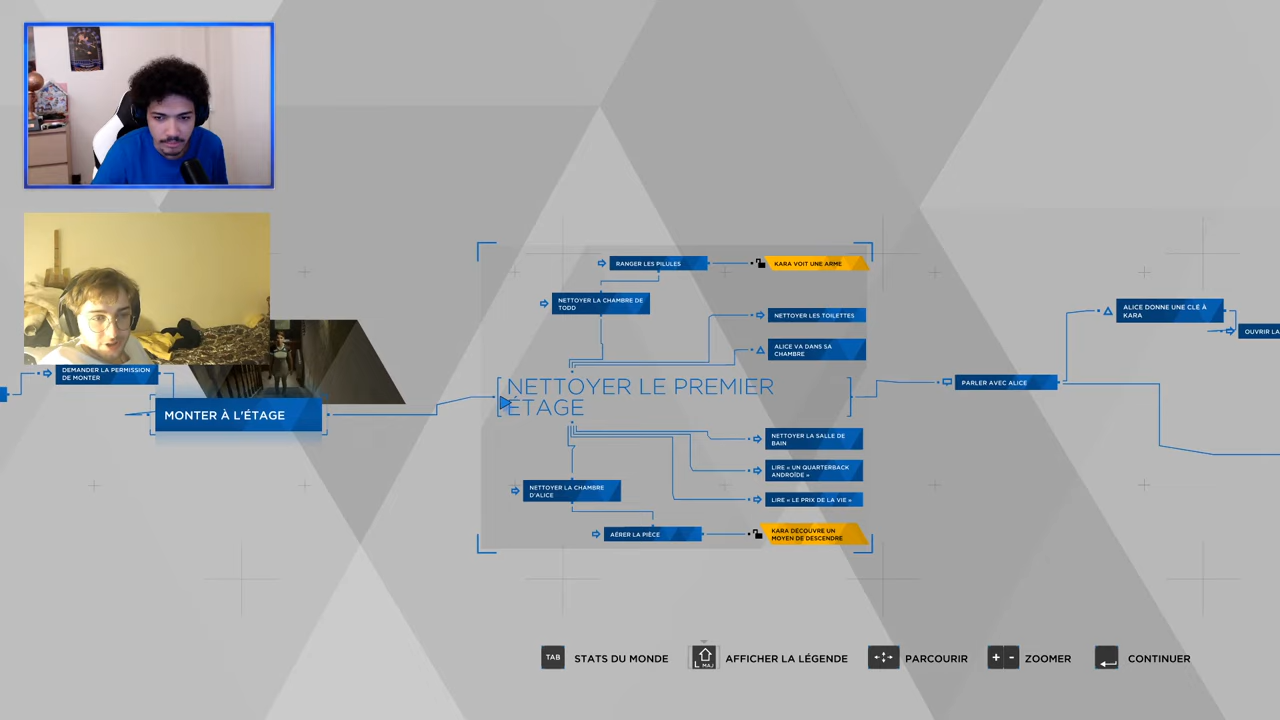 RANGER LES PILULES
KARA VOIT UNE ARME
NETTOYER LA CHAMBRE DE
TODD
NETTOYER LES TOILETTES
ALICE VA DANS SA
CHAMBRE
ALICE DONNE UNE CLÉ À
KARA
OUVRIR LA
DEMANDER LA PERMISSION
DE MONTER
MONTER À L'ÉTAGE
NETTOYER LE PREMIER
ÉTAGE
PARLER AVEC ALICE
NETTOYER LA SALLE DE
BAIN
LIRE « UN QUARTERBACK
ANDROÏDE »
LIRE « LE PRIX DE LA VIE »
NETTOYER LA CHAMBRE
D'ALICE
AÉRER LA PIÈCE
KARA DÉCOUVRE UN
MOYEN DE DESCENDRE
TAB STATS DU MONDE L MAJ AFFICHER LA LÉGENDE PARCOURIR + - ZOOMER CONTINUER